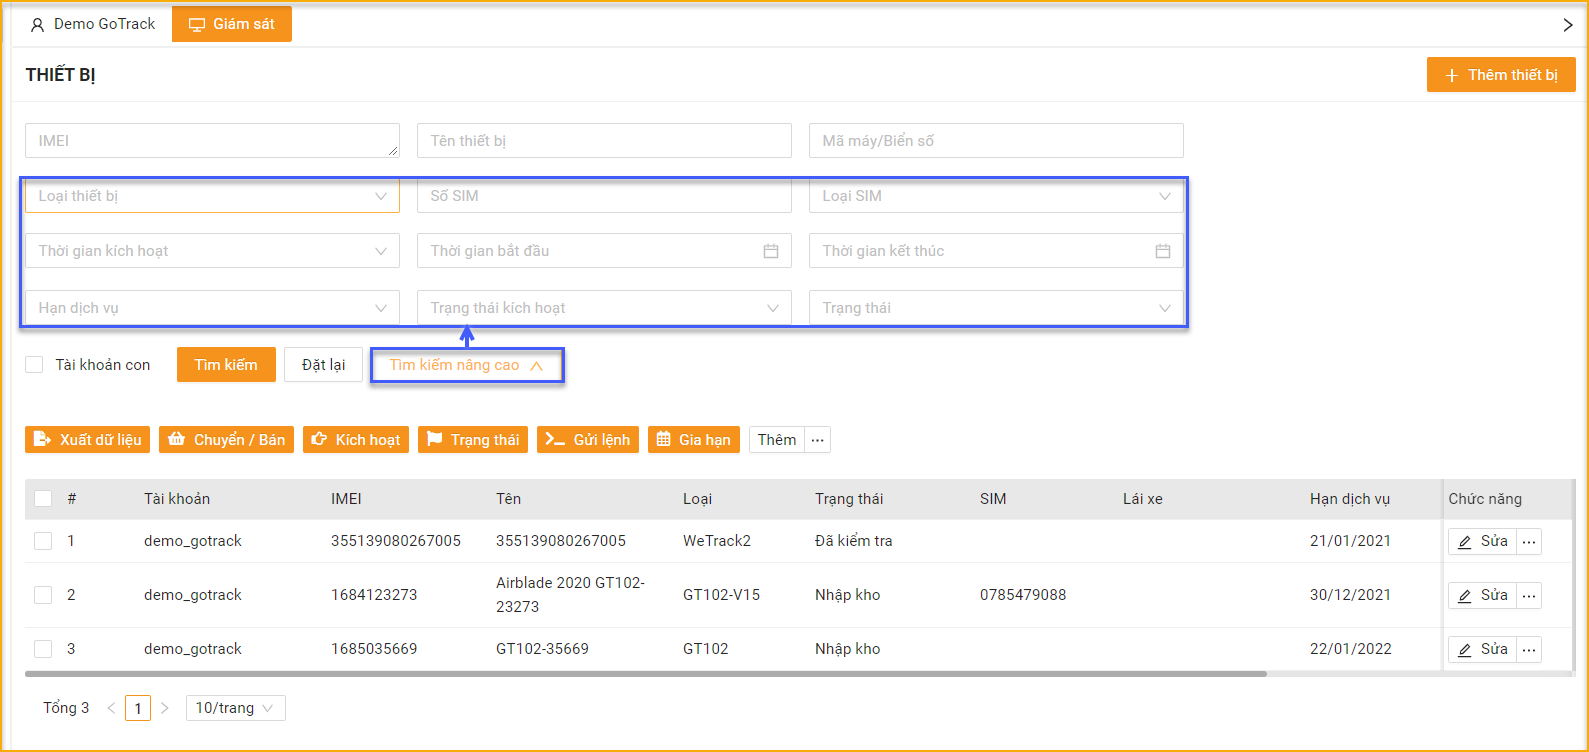 Demo GoTrack Giám sát
THIẾT BỊ
Thêm thiết bị
IMEI Tên thiết bị Mã máy/Biển số
Loại thiết bị Số SIM Loại SIM
Thời gian kích hoạt Thời gian bắt đầu Thời gian kết thúc
Hạn dịch vụ Trạng thái kích hoạt Trạng thái
Tài khoản con Tìm kiếm Đặt lại Tìm kiếm nâng cao
Xuất dữ liệu Chuyển / Bán Kích hoạt Trạng thái Gửi lệnh Gia hạn Thêm ···
# Tài khoản IMEI Tên Loại Trạng thái SIM Lái xe Hạn dịch vụ Chức năng
1 demo_gotrack 355139080267005 355139080267005 WeTrack2 Đã kiểm tra 21/01/2021 Sửa ···
2 demo_gotrack 1684123273 Airblade 2020 GT102-
23273 GT102-V15 Nhập kho 0785479088 30/12/2021 Sửa ···
3 demo_gotrack 1685035669 GT102-35669 GT102 Nhập kho 22/01/2022 Sửa ···
Tổng 3 < 1 > 10/trang